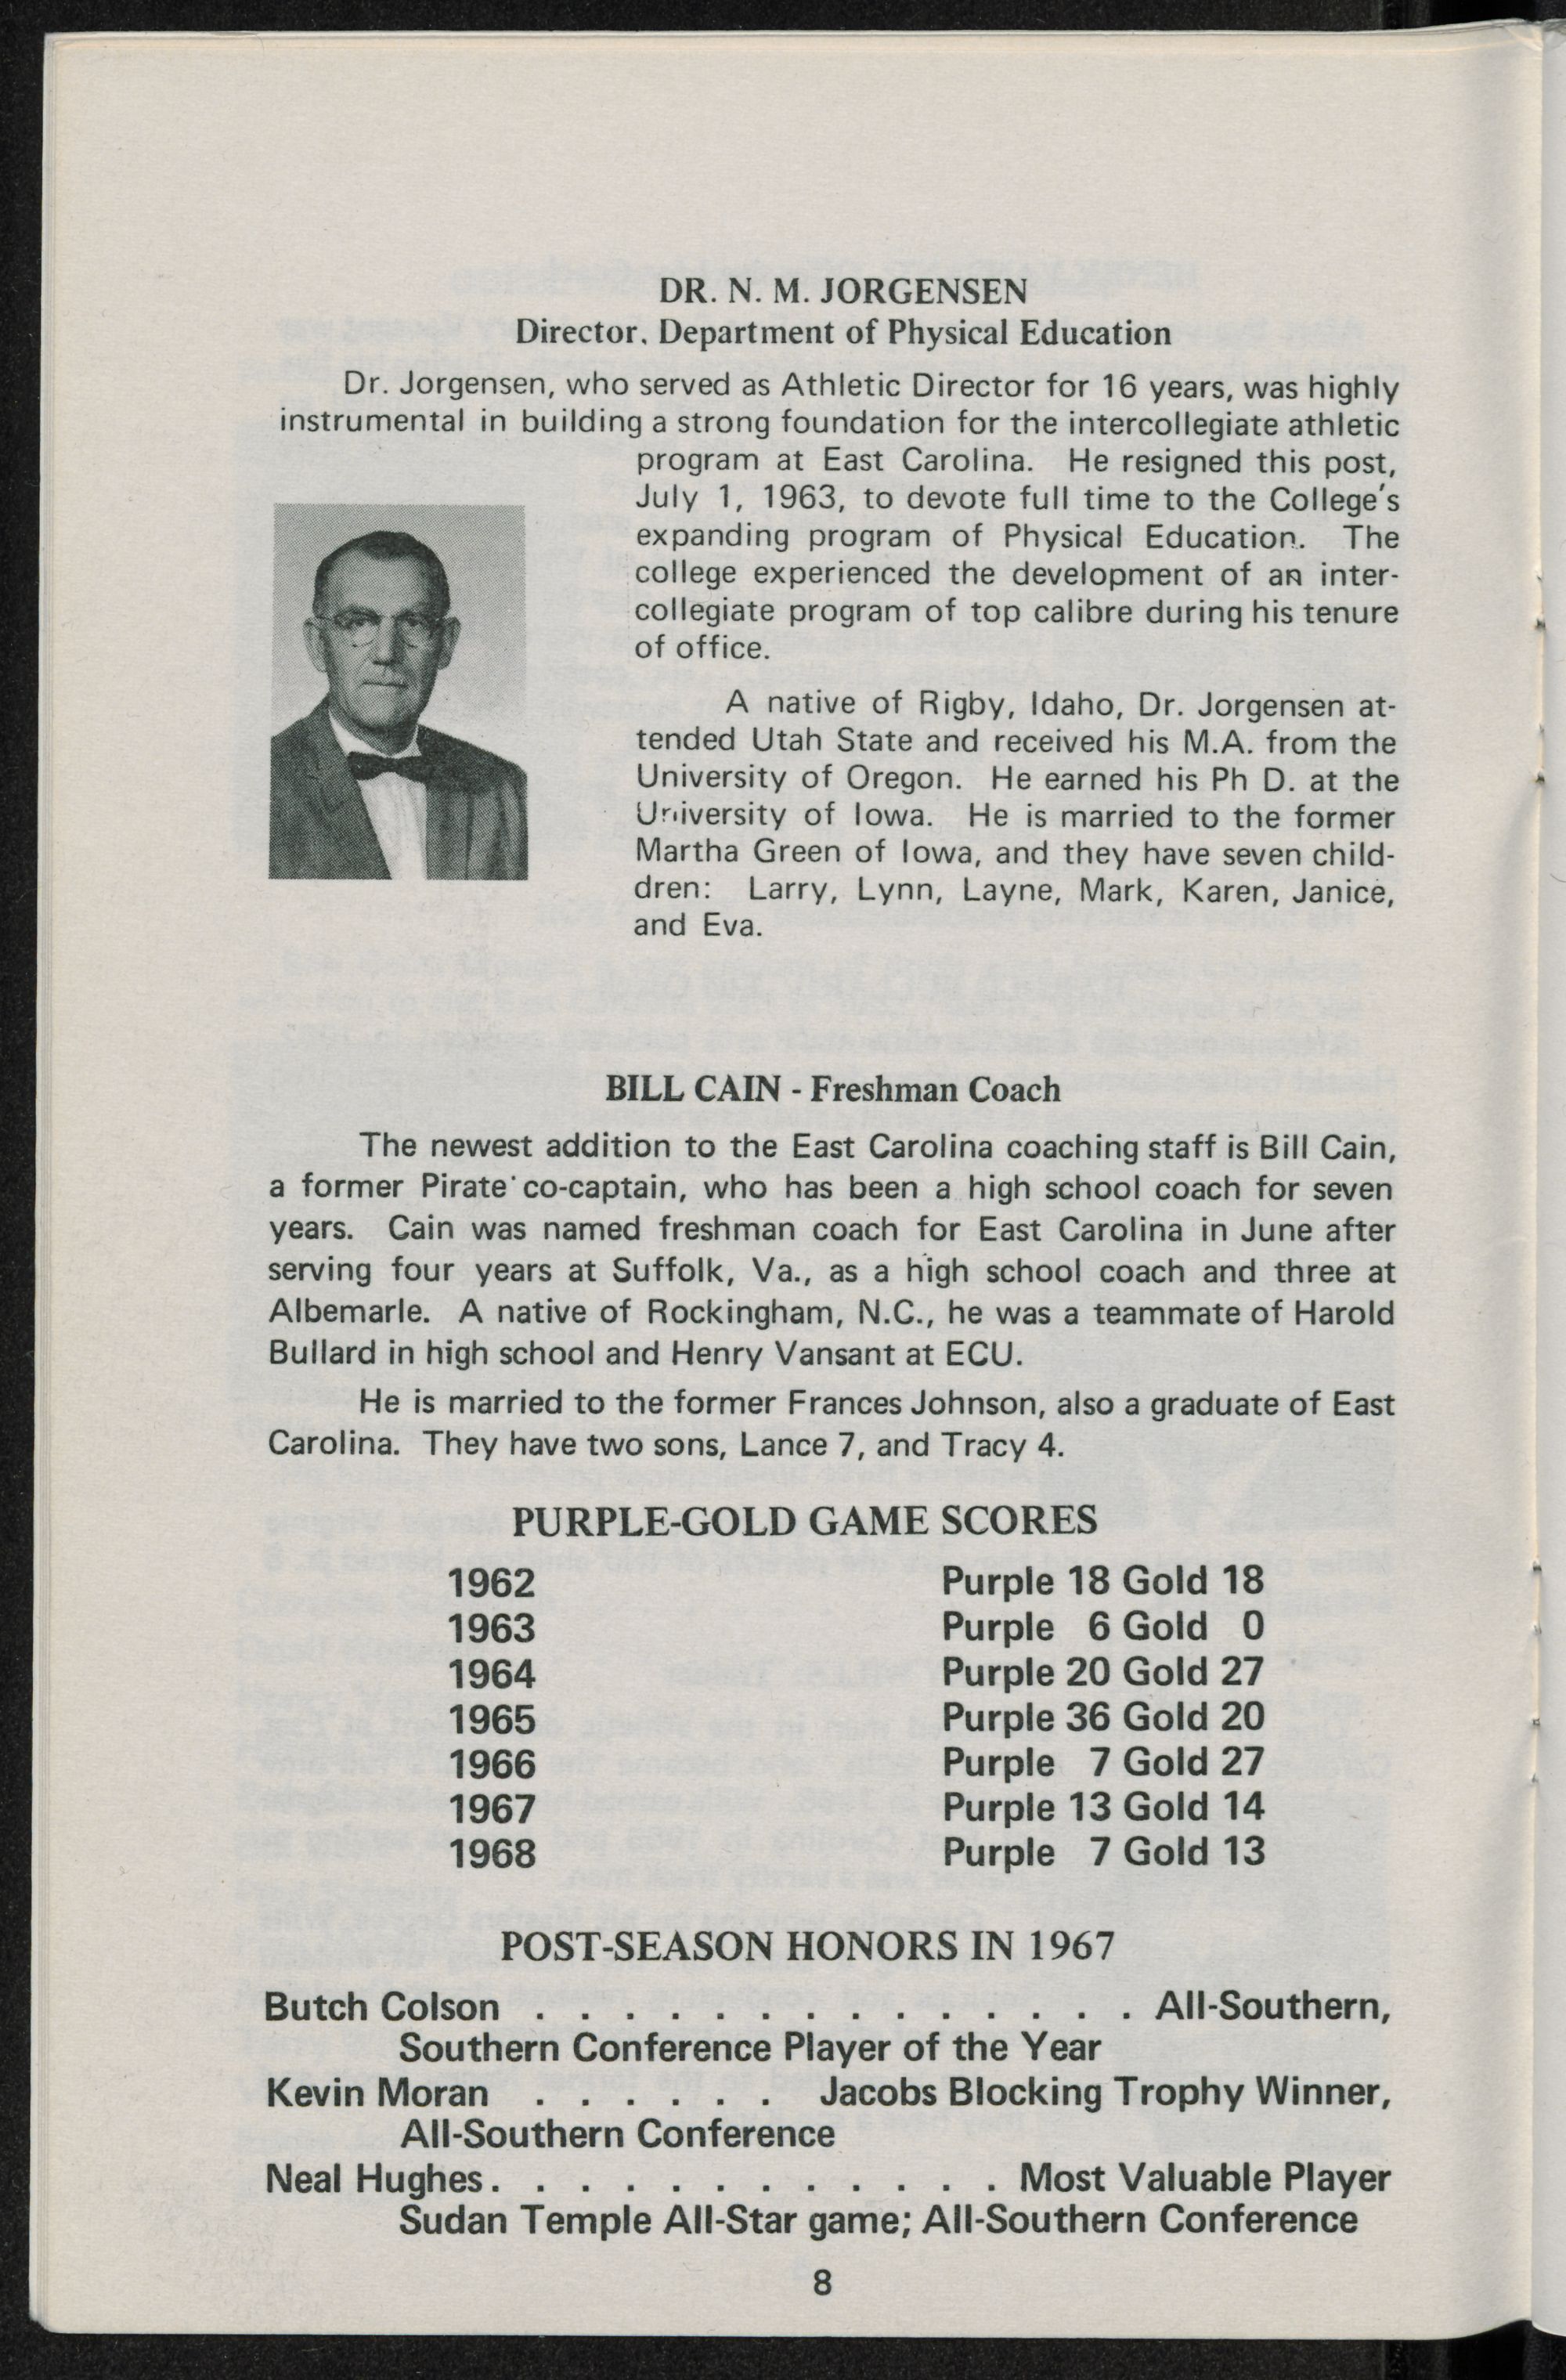 DR. N. M. JORGENSEN
Director, Department of Physical Education
Dr. Jorgensen, who served as Athletic Director for 16 years, was highly
instrumental in building a strong foundation for the intercollegiate athletic
program at East Carolina. He resigned this post,
July 1, 1963, to devote full time to the College's
expanding program of Physical Education. The
college experienced the development of an inter-
collegiate program of top calibre during his tenure
of office.
A native of Rigby, Idaho, Dr. Jorgensen at-
tended Utah State and received his M.A. from the
University of Oregon. He earned his Ph D. at the
University of Iowa. He is married to the former
Martha Green of Iowa, and they have seven child-
dren: Larry, Lynn, Layne, Mark, Karen, Janice,
and Eva.
BILL CAIN - Freshman Coach
The newest addition to the East Carolina coaching staff is Bill Cain,
a former Pirate co-captain, who has been a high school coach for seven
years. Cain was named freshman coach for East Carolina in June after
serving four years at Suffolk, Va., as a high school coach and three at
Albemarle. A native of Rockingham, N.C., he was a teammate of Harold
Bullard in high school and Henry Vansant at ECU.
He is married to the former Frances Johnson, also a graduate of East
Carolina. They have two sons, Lance 7, and Tracy 4.
PURPLE-GOLD GAME SCORES
1962 Purple 18 Gold 18
1963 Purple 6 Gold 0
1964 Purple 20 Gold 27
1965 Purple 36 Gold 20
1966 Purple 7 Gold 27
1967 Purple 13 Gold 14
1968 Purple 7 Gold 13
POST-SEASON HONORS IN 1967
Butch Colson . . . . . . . . . . . . . . All-Southern,
Southern Conference Player of the Year
Kevin Moran . . . . . . Jacobs Blocking Trophy Winner,
All-Southern Conference
Neal Hughes. . . . . . . . . . . . Most Valuable Player
Sudan Temple All-Star game; All-Southern Conference
8